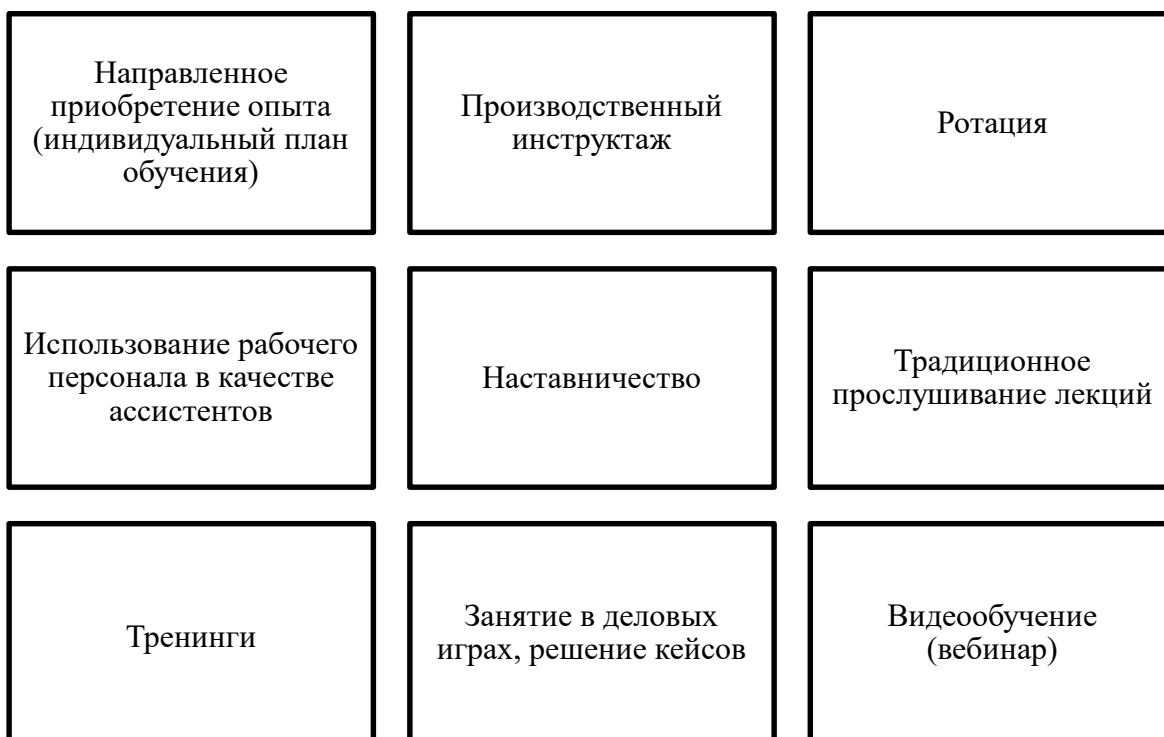 Направленное
приобретение опыта
(индивидуальный план
обучения)
Производственный
инструктаж
Ротация
Использование рабочего
персонала в качестве
ассистентов
Наставничество
Традиционное
прослушивание лекций
Тренинги
Занятие в деловых
играх, решение кейсов
Видеообучение
(вебинар)